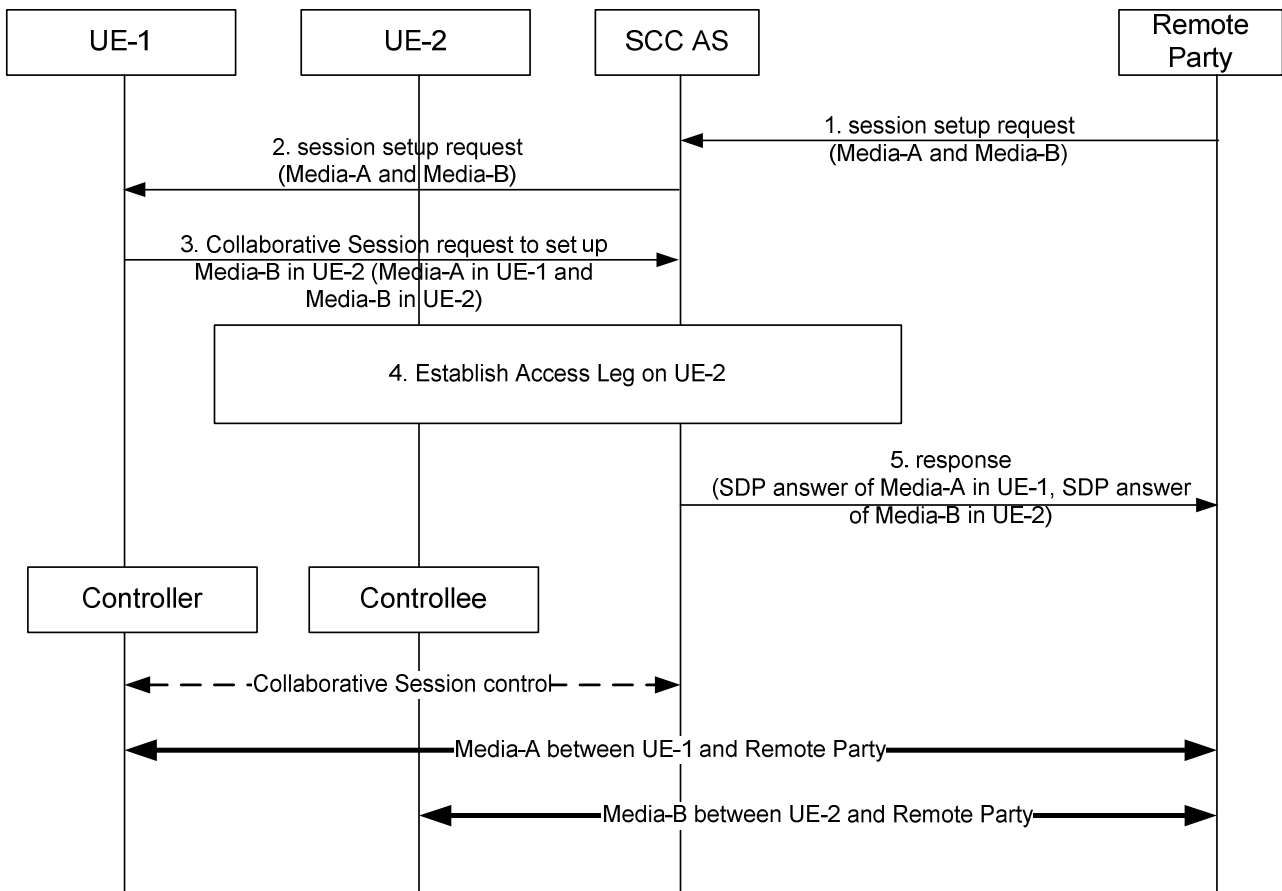 UE-1
UE-2
SCC AS
Remote
Party
1. session setup request
(Media-A and Media-B)
2. session setup request
(Media-A and Media-B)
3. Collaborative Session request to set up
Media-B in UE-2 (Media-A in UE-1 and
Media-B in UE-2)
4. Establish Access Leg on UE-2
5. response
(SDP answer of Media-A in UE-1, SDP answer
of Media-B in UE-2)
Controller
Controllee
Collaborative Session control
Media-A between UE-1 and Remote Party
Media-B between UE-2 and Remote Party